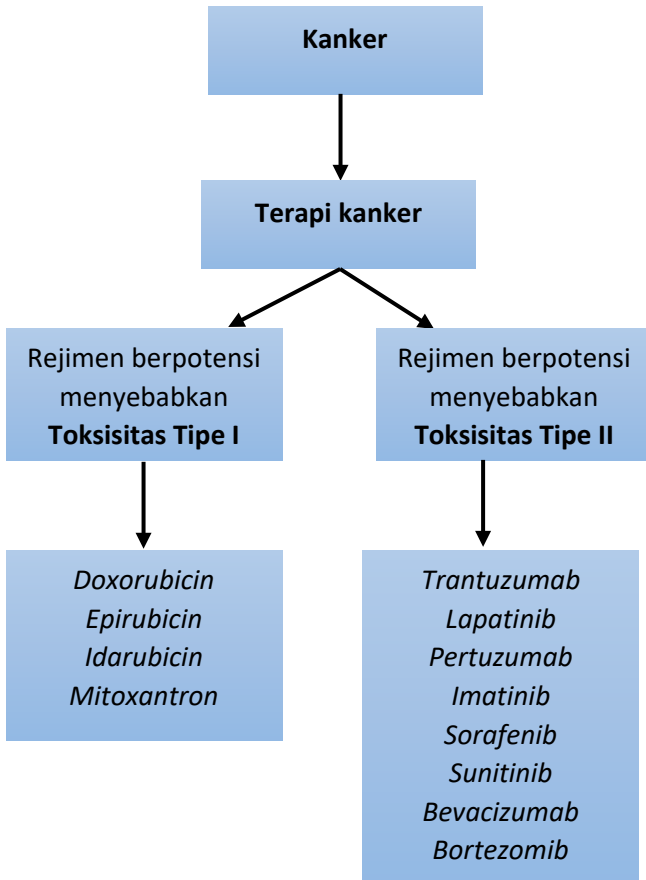 Kanker
Terapi kanker
Rejimen berpotensi
menyebabkan
Toksisitas Tipe I
Rejimen berpotensi
menyebabkan
Toksisitas Tipe II
Doxorubicin
Epirubicin
Idarubicin
Mitoxantron
Trantuzumab
Lapatinib
Pertuzumab
Imatinib
Sorafenib
Sunitinib
Bevacizumab
Bortezomib